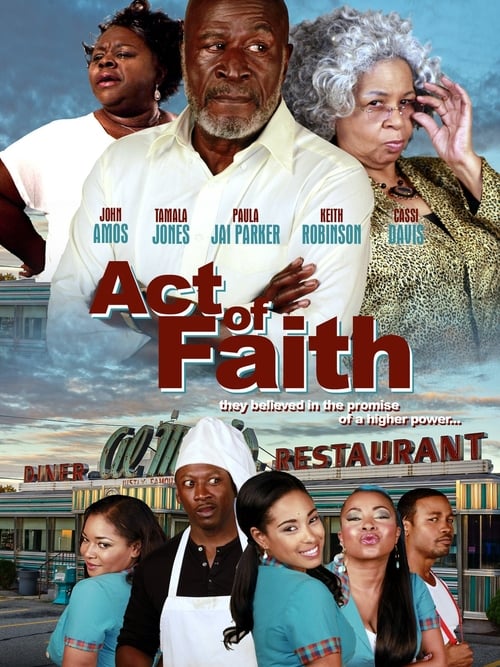 JOHN AMOS
TAMALA JONES
PAULA JAI PARKER
KEITH ROBINSON
CASSI DAVIS
Act of
Faith
they believed in the promise
of a higher power...
DINER
RESTAURANT